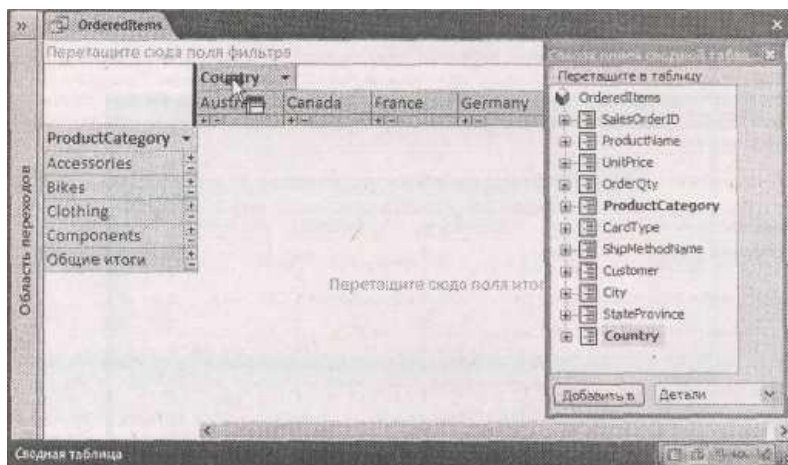 OrderedItems
Перетащите сюда поля фильтра
Country
Canada France Germany
ProductCategory
Accessories
Bikes
Clothing
Components
Общие итоги
Перетащите сюда поля
Область переходов
Перетащите в таблицу
OrderedItems
SalesOrderID
ProductName
UnitPrice
OrderQty
ProductCategory
CardType
ShipMethodName
Customer
City
StateProvince
Country
Добавить в
Детали
Сводная таблица